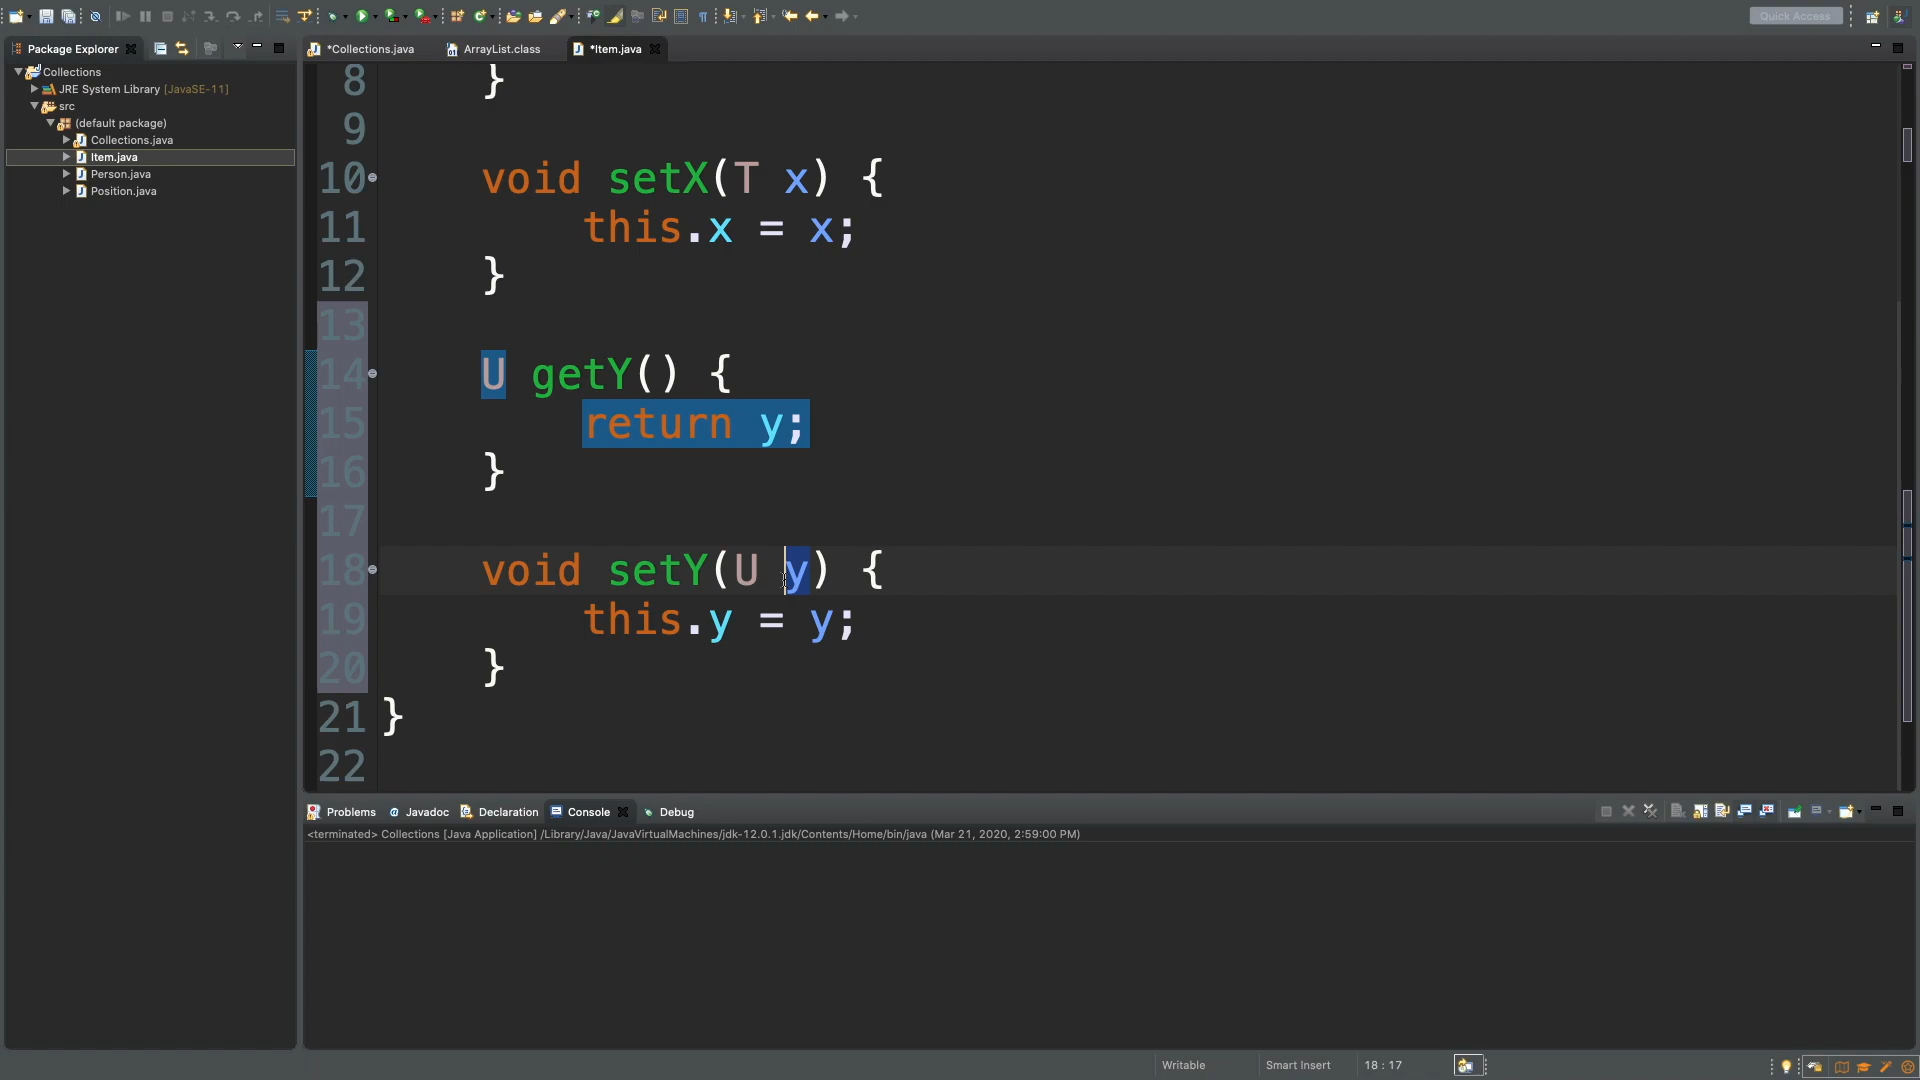 Quick Access
Package Explorer
*Collections.java
ArrayList.class
*Item.java
Collections
JRE System Library [JavaSE-11]
src
(default package)
Collections.java
Item.java
Person.java
Position.java
8 }
9
10 void setX(T x) {
11 this.x = x;
12 }
13
14 U getY() {
15 return y;
16 }
17
18 void setY(U y) {
19 this.y = y;
20 }
21 }
22
Problems
@ Javadoc
Declaration
Console
Debug
<terminated> Collections [Java Application] /Library/Java/JavaVirtualMachines/jdk-12.0.1.jdk/Contents/Home/bin/java (Mar 21, 2020, 2:59:00 PM)
Writable
Smart Insert
18 : 17